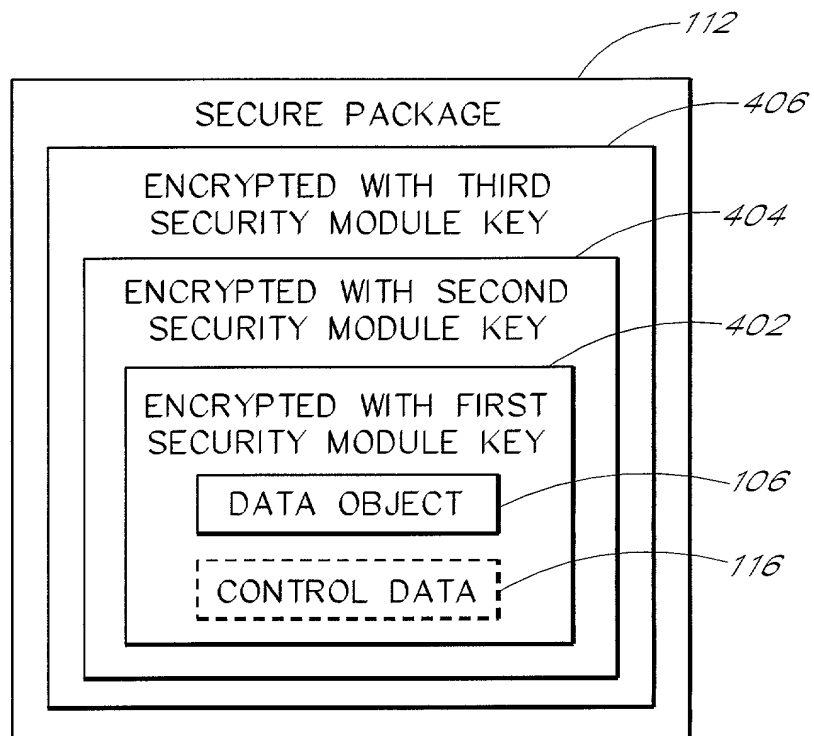 112
SECURE PACKAGE
406
ENCRYPTED WITH THIRD
SECURITY MODULE KEY
404
ENCRYPTED WITH SECOND
SECURITY MODULE KEY
402
ENCRYPTED WITH FIRST
SECURITY MODULE KEY
DATA OBJECT
106
CONTROL DATA
116